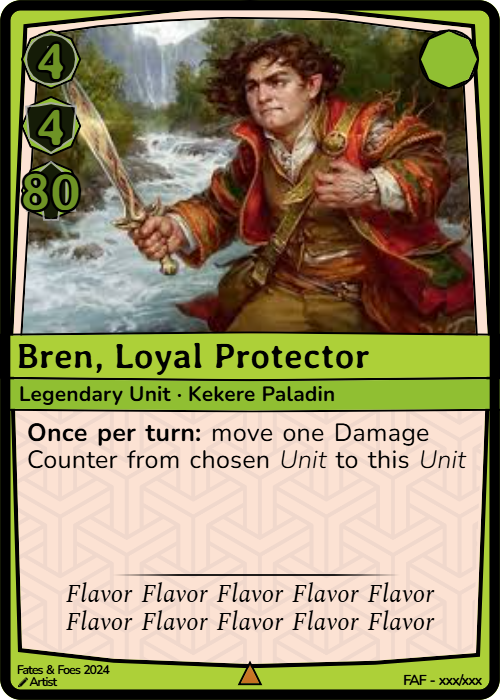 4
4
80
Bren, Loyal Protector
Legendary Unit · Kekere Paladin
Once per turn: move one Damage
Counter from chosen Unit to this Unit
Flavor Flavor Flavor Flavor Flavor
Flavor Flavor Flavor Flavor Flavor
Fates & Foes 2024
Artist
FAF - xxx/xxx